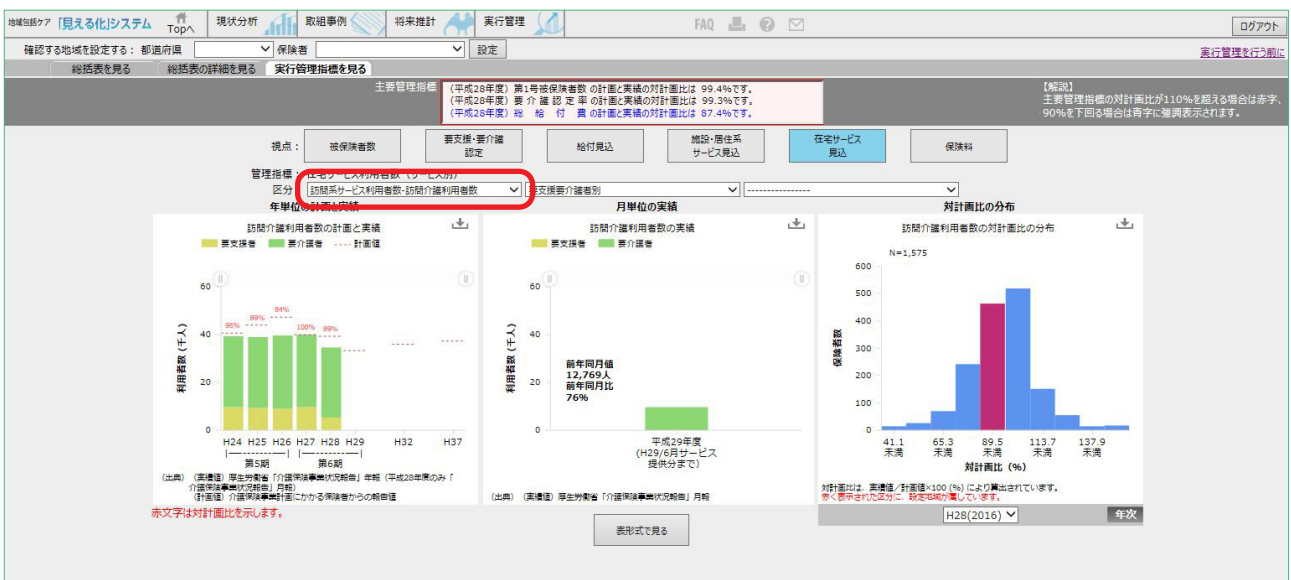 地域包括ケア 「見える化」システム Topへ 現状分析 取組事例 将来推計 実行管理 FAQ ログアウト
確認する地域を設定する： 都道府県 保険者 設定 実行管理を行う前に
総括表を見る 総括表の詳細を見る 実行管理指標を見る
主要管理指標
(平成28年度) 第1号被保険者数 の計画と実績の対計画比は 99.4%です。
(平成28年度) 要 介 護 認 定 率 の計画と実績の対計画比は 99.3%です。
(平成28年度) 総 給 付 費 の計画と実績の対計画比は 87.4%です。
【解説】
主要管理指標の対計画比が110%を超える場合は赤字、
90%を下回る場合は青字に強調表示されます。
視点： 被保険者数 要支援・要介護認定 給付見込 施設・居住系サービス見込 在宅サービス見込 保険料
管理指標： 在宅サービス利用者数（サービス別）
区分 訪問系サービス利用者数-訪問介護利用者数 要支援要介護者別 ----------------
年単位の計画と実績
訪問介護利用者数の計画と実績
要支援者 要介護者 ---- 計画値
利用者数 (千人)
60
40
20
0
96% 89% 84% 100% 89%
H24 H25 H26 H27 H28 H29 H32 H37
第5期 第6期
(出典) (実績値) 厚生労働省「介護保険事業状況報告」年報 (平成28年度のみ「
介護保険事業状況報告」月報)
(計画値) 介護保険事業計画にかかる保険者からの報告値
赤文字は対計画比を示します。
月単位の実績
訪問介護利用者数の実績
要支援者 要介護者
利用者数 (千人)
60
40
20
0
前年同月値
12,769人
前年同月比
76%
平成29年度
(H29/6月サービス
提供分まで)
(出典) (実績値) 厚生労働省「介護保険事業状況報告」月報
表形式で見る
対計画比の分布
訪問介護利用者数の対計画比の分布
N=1,575
保険者数
600
500
400
300
200
100
0
41.1 65.3 89.5 113.7 137.9
未満 未満 未満 未満 未満
対計画比 (%)
対計画比は、実績値／計画値×100 (%) により算出されています。
赤く表示された区分に、設定地域が属しています。
H28(2016) 年次